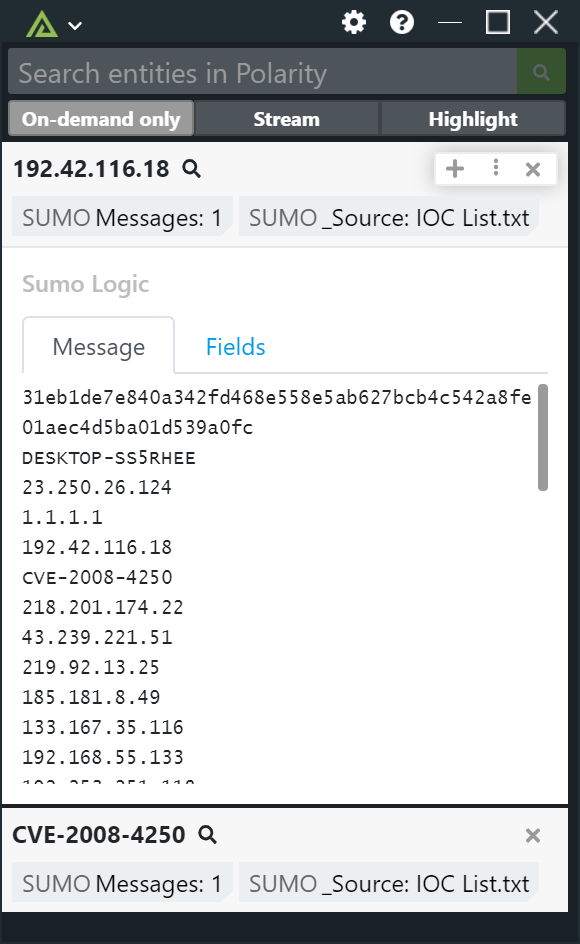 Search entities in Polarity
On-demand only Stream Highlight
192.42.116.18
SUMO Messages: 1 SUMO _Source: IOC List.txt
Sumo Logic
Message Fields
31eb1de7e840a342fd468e558e5ab627bcb4c542a8fe
01aec4d5ba01d539a0fc
DESKTOP-SS5RHEE
23.250.26.124
1.1.1.1
192.42.116.18
CVE-2008-4250
218.201.174.22
43.239.221.51
219.92.13.25
185.181.8.49
133.167.35.116
192.168.55.133
CVE-2008-4250
SUMO Messages: 1 SUMO _Source: IOC List.txt